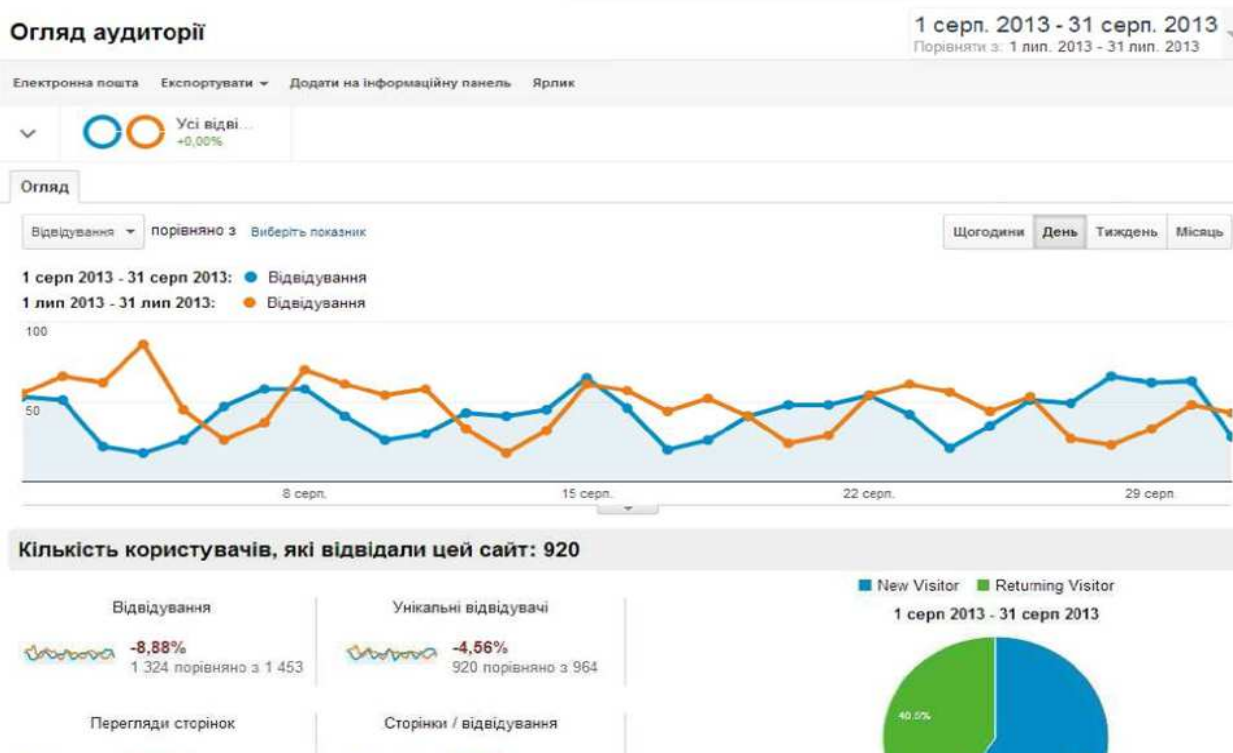 Огляд аудиторії
1 серп. 2013 - 31 серп. 2013
Порівняти з: 1 лип. 2013 - 31 лип. 2013
Електронна пошта Експортувати Додати на інформаційну панель Ярлик
Усі відві...
+0,00%
Огляд
Відвідування порівняно з Виберіть показник
Щогодини День Тиждень Місяць
1 серп 2013 - 31 серп 2013: Відвідування
1 лип 2013 - 31 лип 2013: Відвідування
100
50
8 серп. 15 серп. 22 серп. 29 серп.
Кількість користувачів, які відвідали цей сайт: 920
New Visitor Returning Visitor
1 серп 2013 - 31 серп 2013
Відвідування
-8,88%
1 324 порівняно з 1 453
Унікальні відвідувачі
-4,56%
920 порівняно з 964
Перегляди сторінок
Сторінки / відвідування